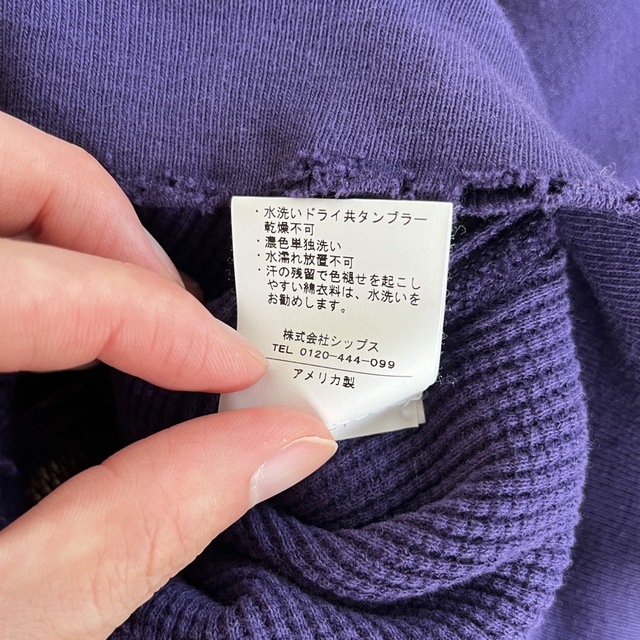 ・水洗いドライ共タンブラー
乾燥不可
・濃色単独洗い
・水濡れ放置不可
・汗の残留で色褪せを起こし
やすい綿衣料は、水洗いを
お勧めします。
株式会社シップス
TEL 0120-444-099
アメリカ製